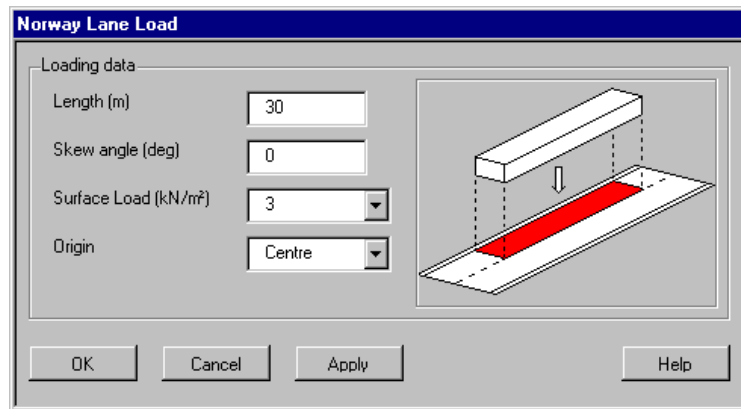 Norway Lane Load
Loading data
Length (m) 30
Skew angle (deg) 0
Surface Load (kN/m²) 3
Origin Centre
OK Cancel Apply Help